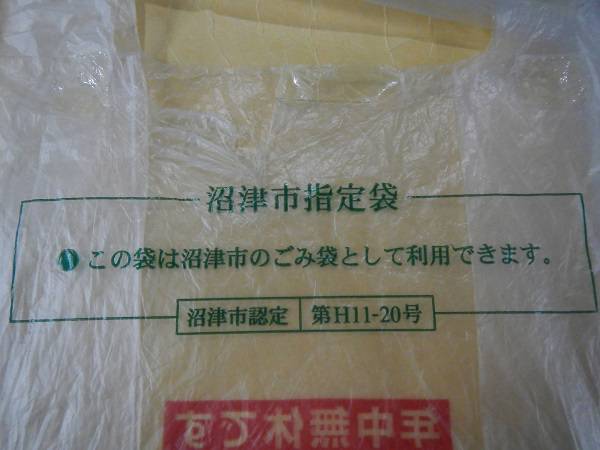 沼津市指定袋
この袋は沼津市のごみ袋として利用できます。
沼津市認定 第H11-20号
年中無休です